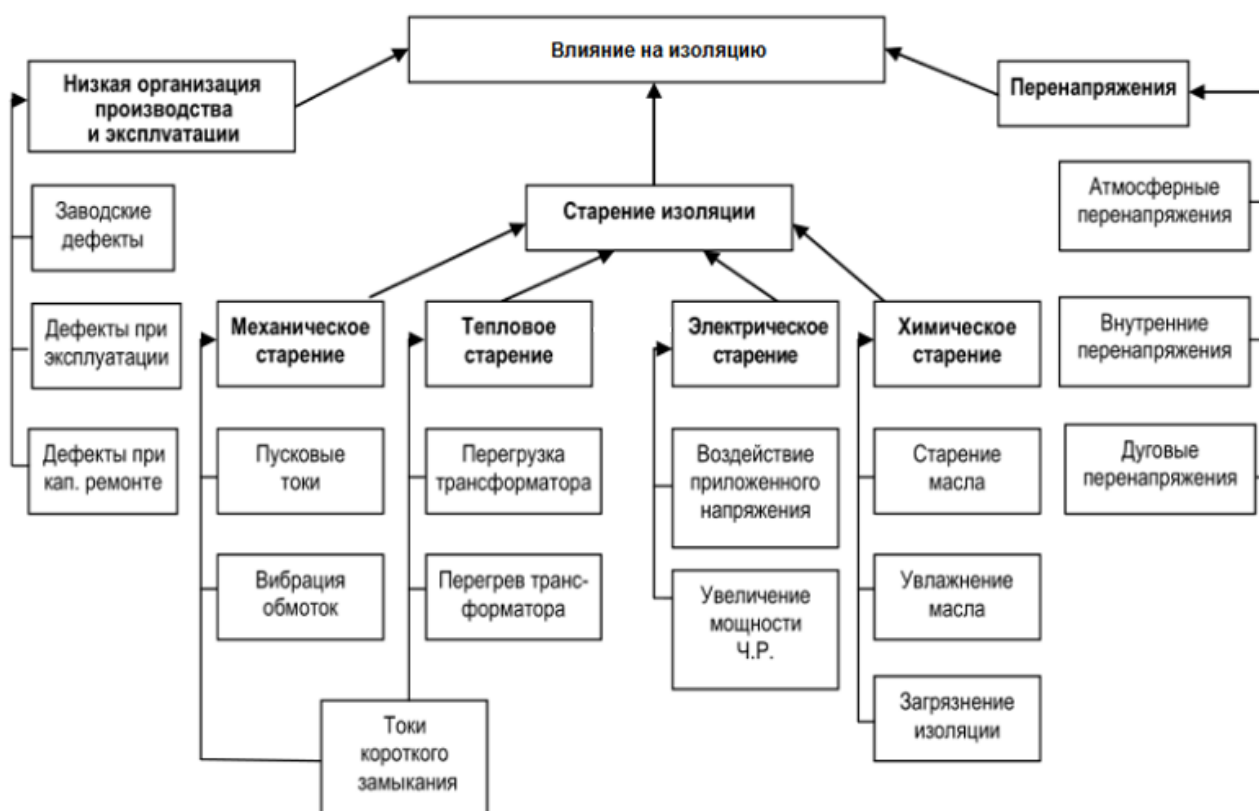 Влияние на изоляцию
Низкая организация
производства
и эксплуатации
Перенапряжения
Старение изоляции
Заводские
дефекты
Дефекты при
эксплуатации
Дефекты при
кап. ремонте
Механическое
старение
Пусковые
токи
Вибрация
обмоток
Тепловое
старение
Перегрузка
трансформатора
Перегрев транс-
форматора
Токи
короткого
замыкания
Электрическое
старение
Воздействие
приложенного
напряжения
Увеличение
мощности
Ч.Р.
Химическое
старение
Старение
масла
Увлажнение
масла
Загрязнение
изоляции
Атмосферные
перенапряжения
Внутренние
перенапряжения
Дуговые
перенапряжения